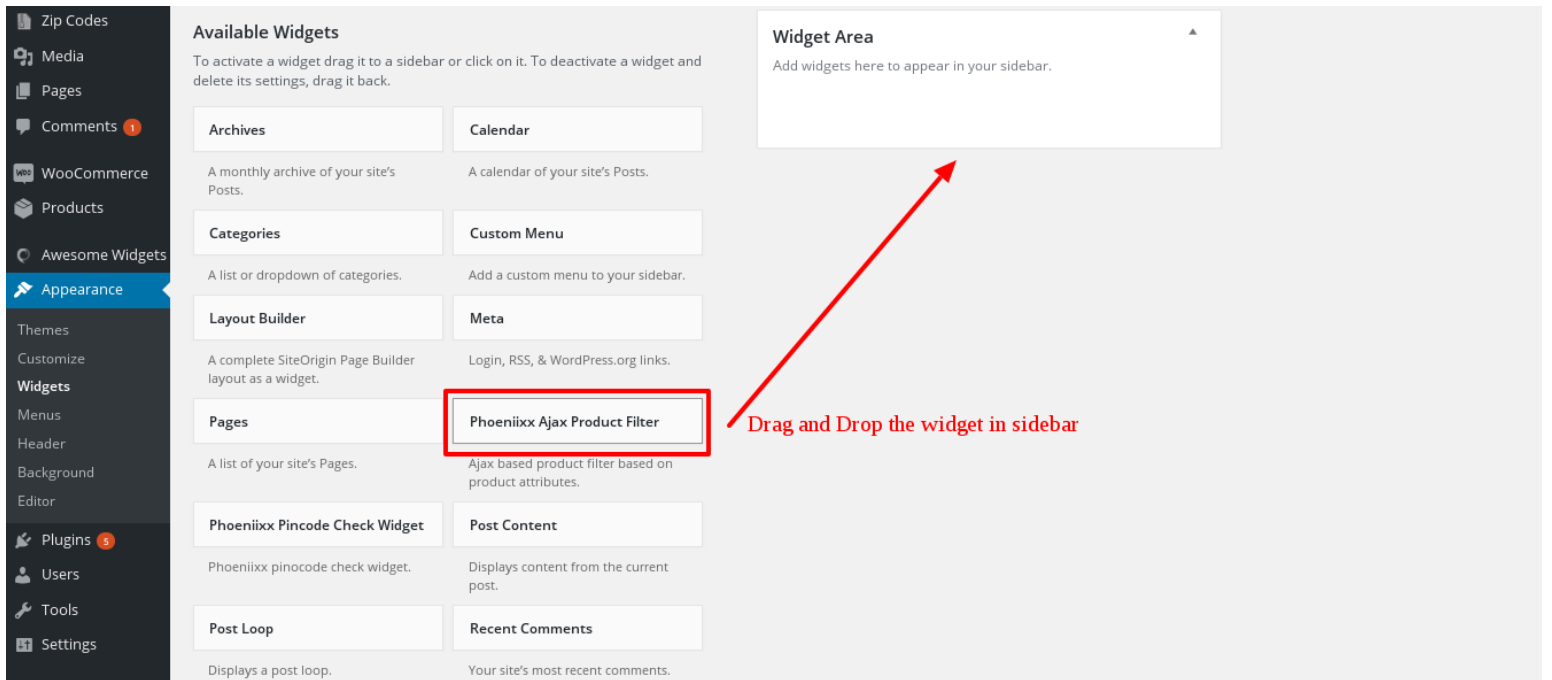 Zip Codes
Media
Pages
Comments 1
WooCommerce
Products
Awesome Widgets
Appearance
Themes
Customize
Widgets
Menus
Header
Background
Editor
Plugins 5
Users
Tools
Settings
Available Widgets
To activate a widget drag it to a sidebar or click on it. To deactivate a widget and
delete its settings, drag it back.
Archives
A monthly archive of your site's
Posts.
Calendar
A calendar of your site's Posts.
Categories
A list or dropdown of categories.
Custom Menu
Add a custom menu to your sidebar.
Layout Builder
A complete SiteOrigin Page Builder
layout as a widget.
Meta
Login, RSS, & WordPress.org links.
Pages
A list of your site's Pages.
Phoeniixx Ajax Product Filter
Ajax based product filter based on
product attributes.
Phoeniixx Pincode Check Widget
Phoeniixx pinocode check widget.
Post Content
Displays content from the current
post.
Post Loop
Displays a post loop.
Recent Comments
Your site's most recent comments.
Widget Area
Add widgets here to appear in your sidebar.
Drag and Drop the widget in sidebar